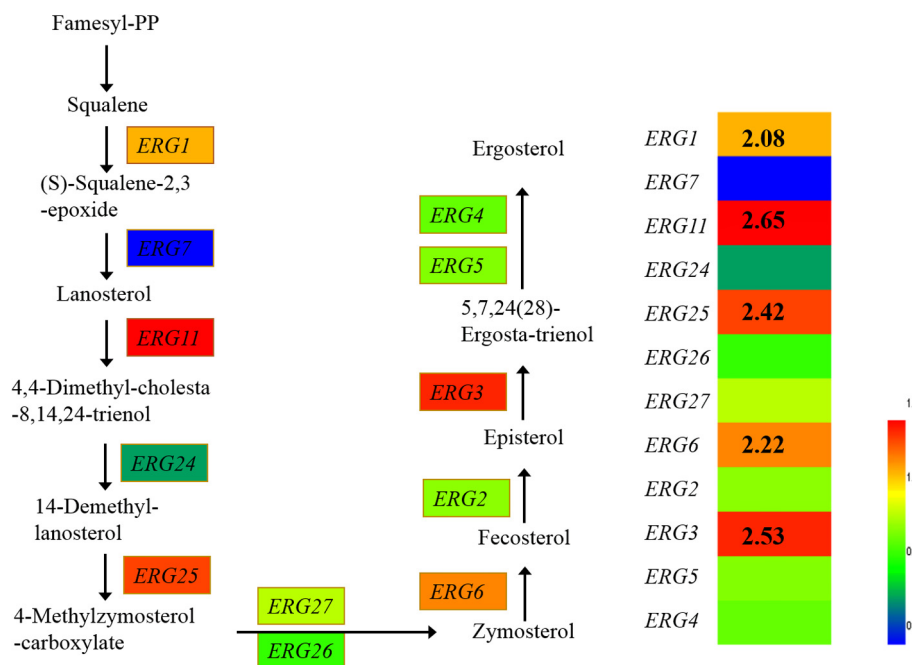 Famesyl-PP
Squalene
ERG1
(S)-Squalene-2,3
-epoxide
ERG7
Lanosterol
ERG11
4,4-Dimethyl-cholesta
-8,14,24-trienol
ERG24
14-Demethyl-
lanosterol
ERG25
4-Methylzymosterol
-carboxylate
ERG27
ERG26
Ergosterol
ERG4
ERG5
5,7,24(28)-
Ergosta-trienol
ERG3
Episterol
ERG2
Fecosterol
ERG6
Zymosterol
ERG1 2.08
ERG7
ERG11 2.65
ERG24
ERG25 2.42
ERG26
ERG27
ERG6 2.22
ERG2
ERG3 2.53
ERG5
ERG4
1
1
0
0